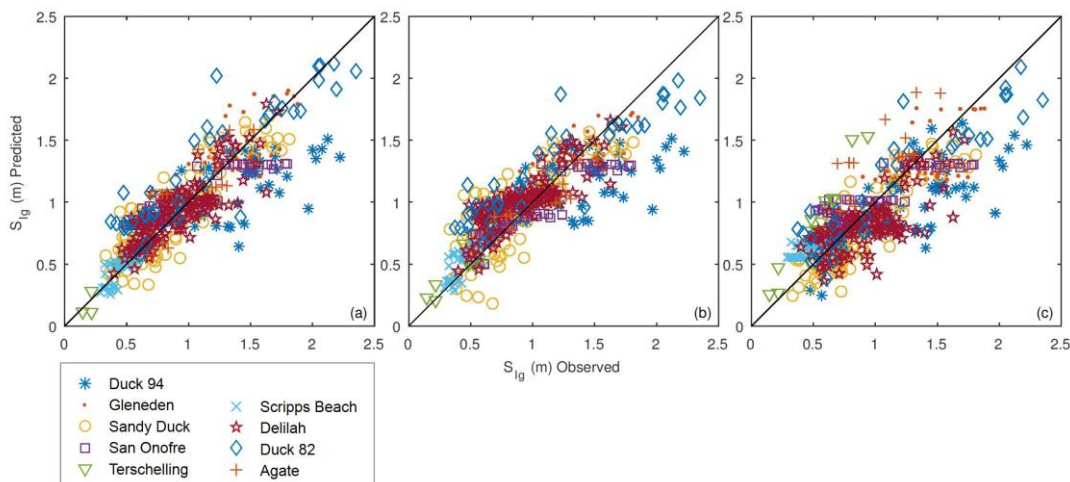 2.5 2.5 2.5
2 2 2
1.5 1.5 1.5
S_Ig (m) Predicted
1 1 1
0.5 0.5 0.5
(a) (b) (c)
0 0 0
0 0.5 1 1.5 2 2.5 0 0.5 1 1.5 2 2.5 0 0.5 1 1.5 2 2.5
S_Ig (m) Observed
Duck 94
Gleneden
Sandy Duck
San Onofre
Terschelling
Scripps Beach
Delilah
Duck 82
Agate